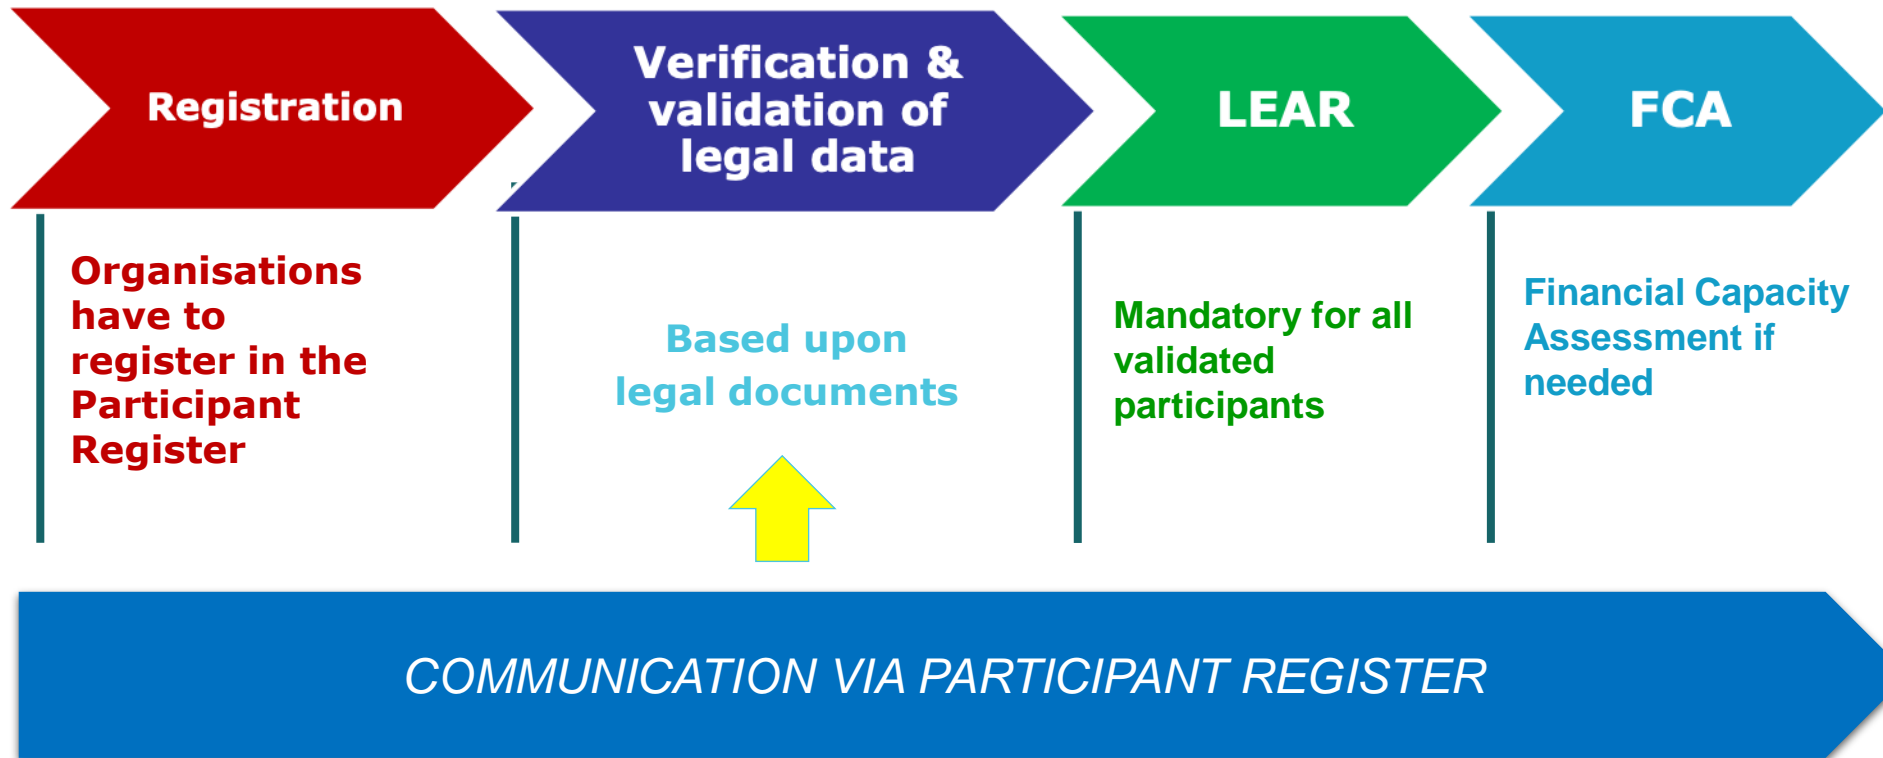 Registration
Verification &
validation of
legal data
LEAR
FCA
Organisations
have to
register in the
Participant
Register
Based upon
legal documents
Mandatory for all
validated
participants
Financial Capacity
Assessment if
needed
COMMUNICATION VIA PARTICIPANT REGISTER